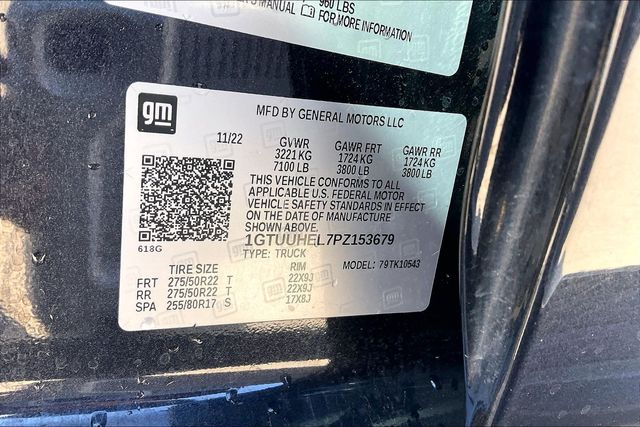 960 LBS
MANUAL FOR MORE INFORMATION
gm
MFD BY GENERAL MOTORS LLC
11/22 GVWR GAWR FRT GAWR RR
3221 KG 1724 KG 1724 KG
7100 LB 3800 LB 3800 LB
THIS VEHICLE CONFORMS TO ALL
APPLICABLE U.S. FEDERAL MOTOR
VEHICLE SAFETY STANDARDS IN EFFECT
ON THE DATE OF MANUFACTURE
SHOWN ABOVE.
618G
1GTUUHEL7PZ153679
TYPE: TRUCK
MODEL: 79TK10543
TIRE SIZE RIM
FRT 275/50R22 T 22X9J
RR 275/50R22 T 22X9J
SPA 255/80R17 S 17X8J